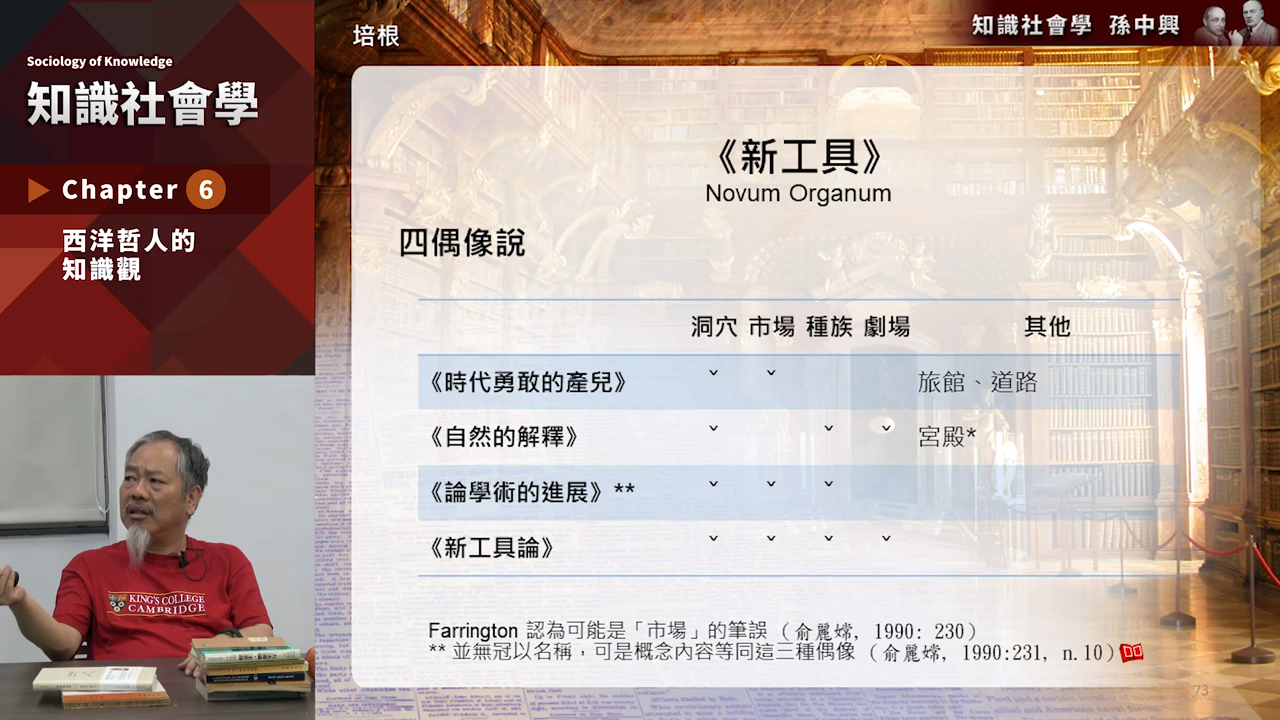 Sociology of Knowledge
知識社會學
Chapter 6
西洋哲人的
知識觀
培根
知識社會學 孫中興
《新工具》
Novum Organum
四偶像說
洞穴 市場 種族 劇場 其他
《時代勇敢的產兒》 ˇ ˇ 旅館、道路
《自然的解釋》 ˇ ˇ ˇ 宮殿*
《論學術的進展》** ˇ ˇ ˇ
《新工具論》 ˇ ˇ ˇ ˇ
Farrington 認為可能是「市場」的筆誤（俞麗嫦, 1990: 230）
** 並無冠以名稱，可是概念內容等同這三種偶像（俞麗嫦, 1990:231, n.10）
73
KING'S COLLEGE
CAMBRIDGE